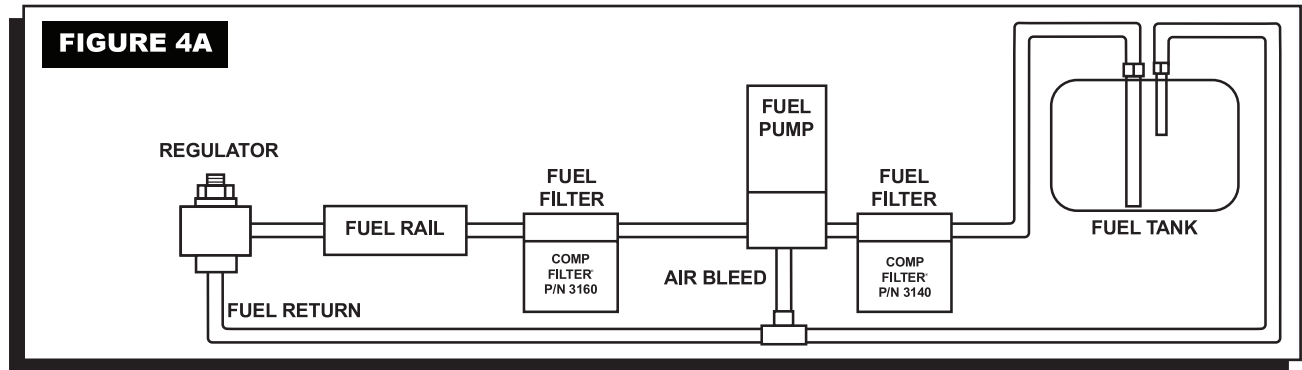 FIGURE 4A
REGULATOR
FUEL RAIL
FUEL RETURN
FUEL
FILTER
COMP
FILTER
P/N 3160
AIR BLEED
FUEL
PUMP
FUEL
FILTER
COMP
FILTER
P/N 3140
FUEL TANK